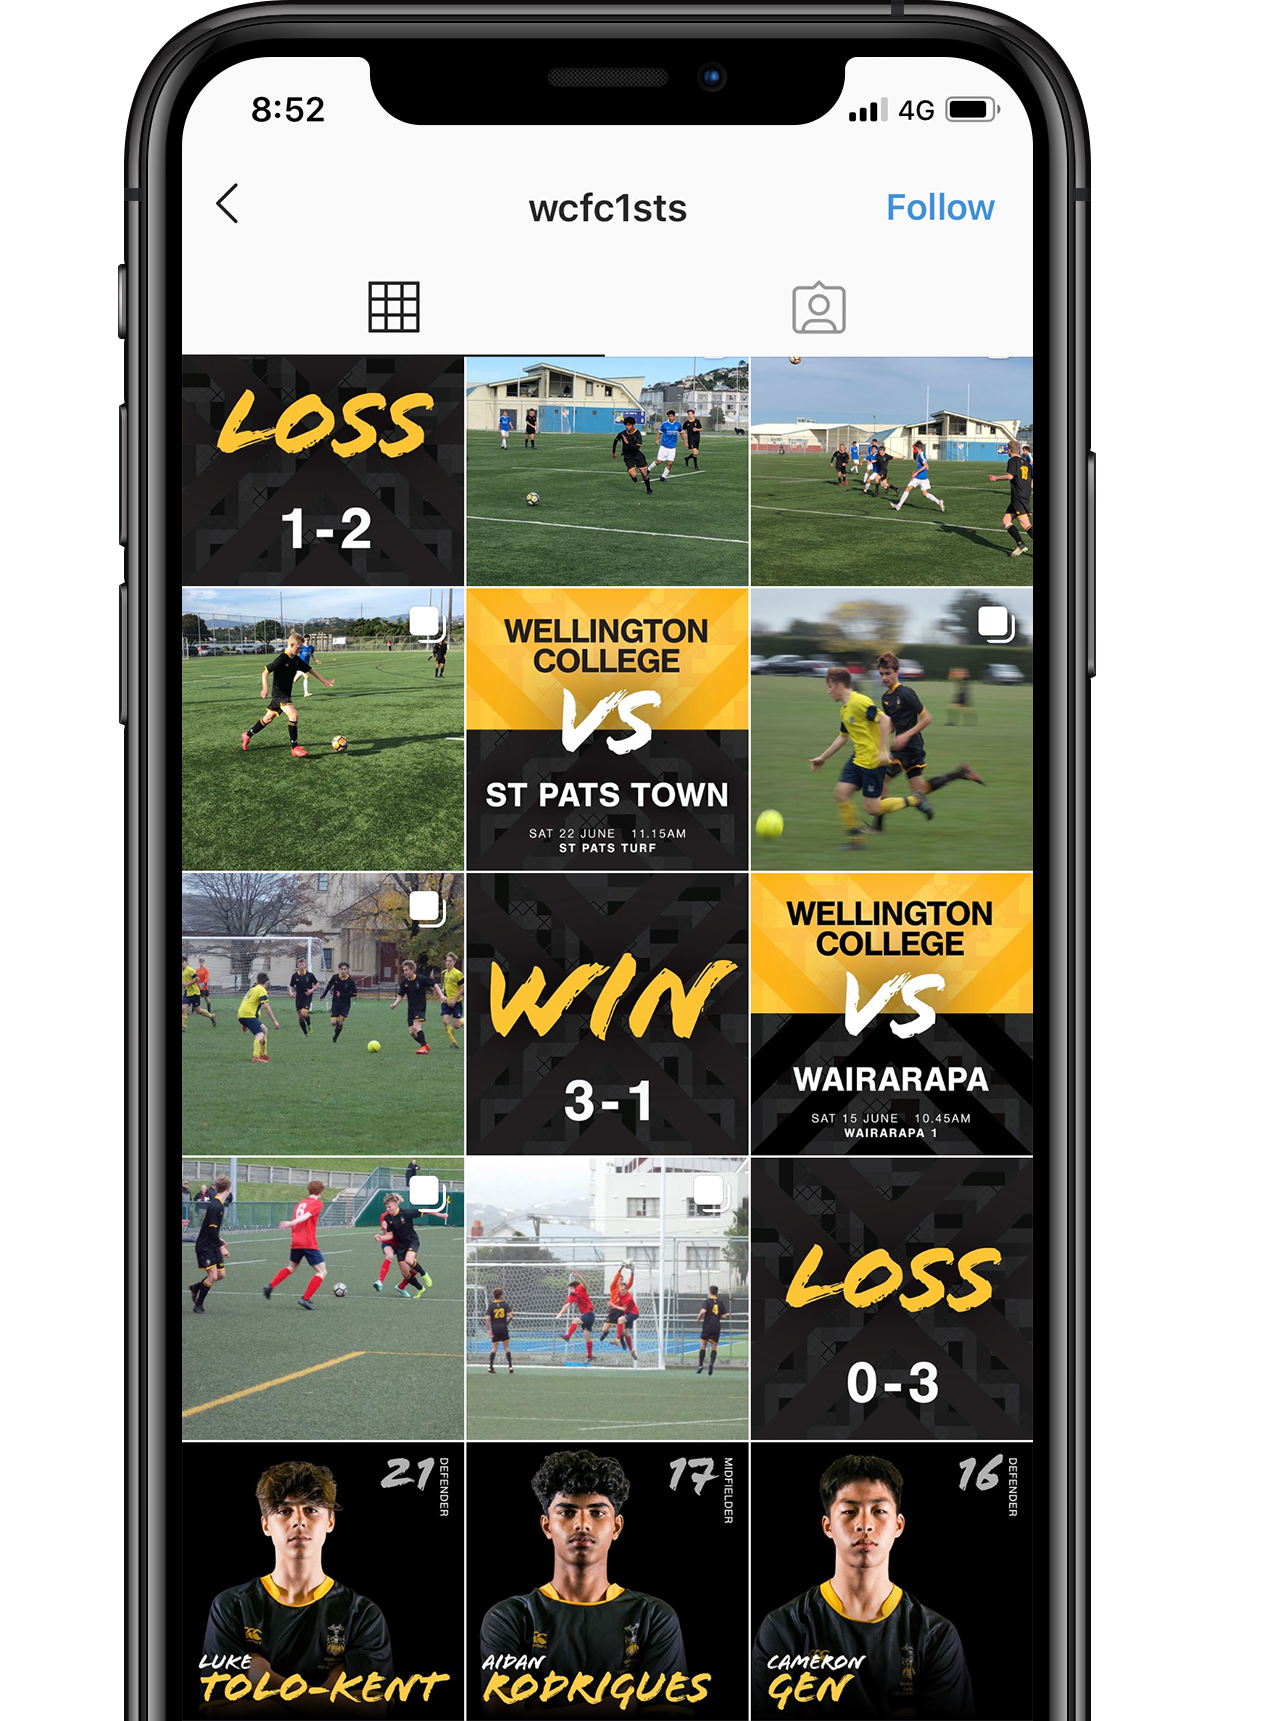 8:52
4G
wcfc1sts
Follow
LOSS
1-2
WELLINGTON
COLLEGE
VS
ST PATS TOWN
SAT 22 JUNE 11.15AM
ST PATS TURF
WIN
3-1
WELLINGTON
COLLEGE
VS
WAIRARAPA
SAT 15 JUNE 10.45AM
WAIRARAPA 1
23
4
LOSS
0-3
21
DEFENDER
LUKE
TOLO-KENT
17
MIDFIELDER
AIDAN
RODRIGUES
16
DEFENDER
CAMERON
GEN